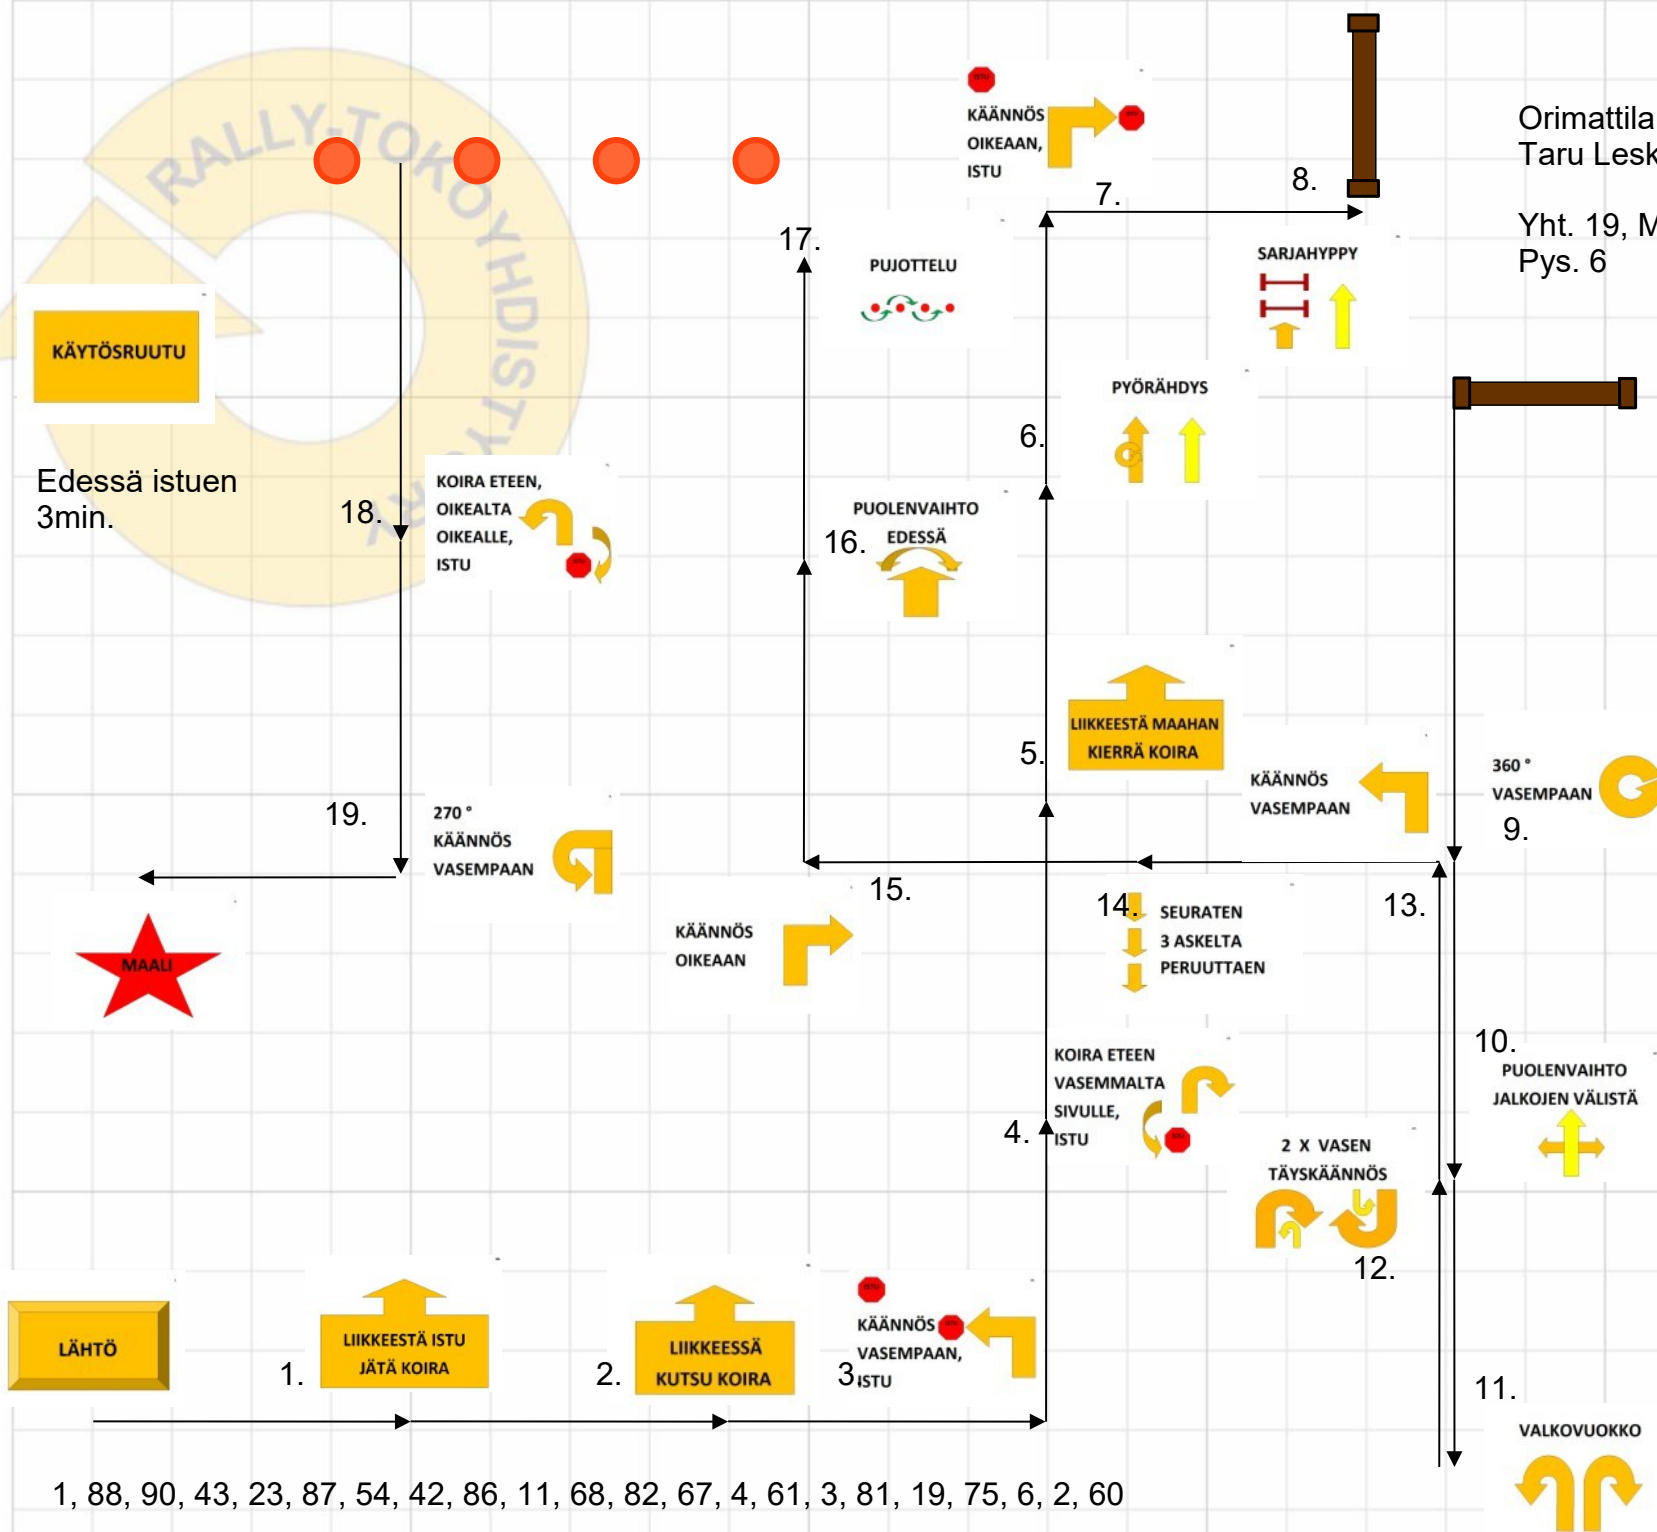 RALLY-TOKOYHDISTYS RY
KÄYTÖSRUUTU
Edessä istuen
3min.
KÄÄNNÖS
OIKEAAN,
ISTU
7.
8.
Orimattila
Yht. 19,
Pys. 6
17.
PUJOTTELU
SARJAHYPPY
PYÖRÄHDYS
6.
18.
KOIRA ETEEN,
OIKEALTA
OIKEALLE,
ISTU
PUOLENVAIHTO
EDESSÄ
16.
5.
LIIKKEESTÄ MAAHAN
KIERRÄ KOIRA
KÄÄNNÖS
VASEMPAAN
360 °
VASEMPAAN
9.
19.
270 °
KÄÄNNÖS
VASEMPAAN
15.
14.
13.
MAALI
KÄÄNNÖS
OIKEAAN
SEURATEN
3 ASKELTA
PERUUTTAEN
10.
PUOLENVAIHTO
JALKOJEN VÄLISTÄ
4.
KOIRA ETEEN
VASEMMALTA
SIVULLE,
ISTU
2 X VASEN
TÄYSKÄÄNNÖS
12.
LÄHTÖ
1.
LIIKKEESTÄ ISTU
JÄTÄ KOIRA
2.
LIIKKEESSÄ
KUTSU KOIRA
3.
KÄÄNNÖS
VASEMPAAN,
ISTU
11.
VALKOVUOKKO
1, 88, 90, 43, 23, 87, 54, 42, 86, 11, 68, 82, 67, 4, 61, 3, 81, 19, 75, 6, 2, 60